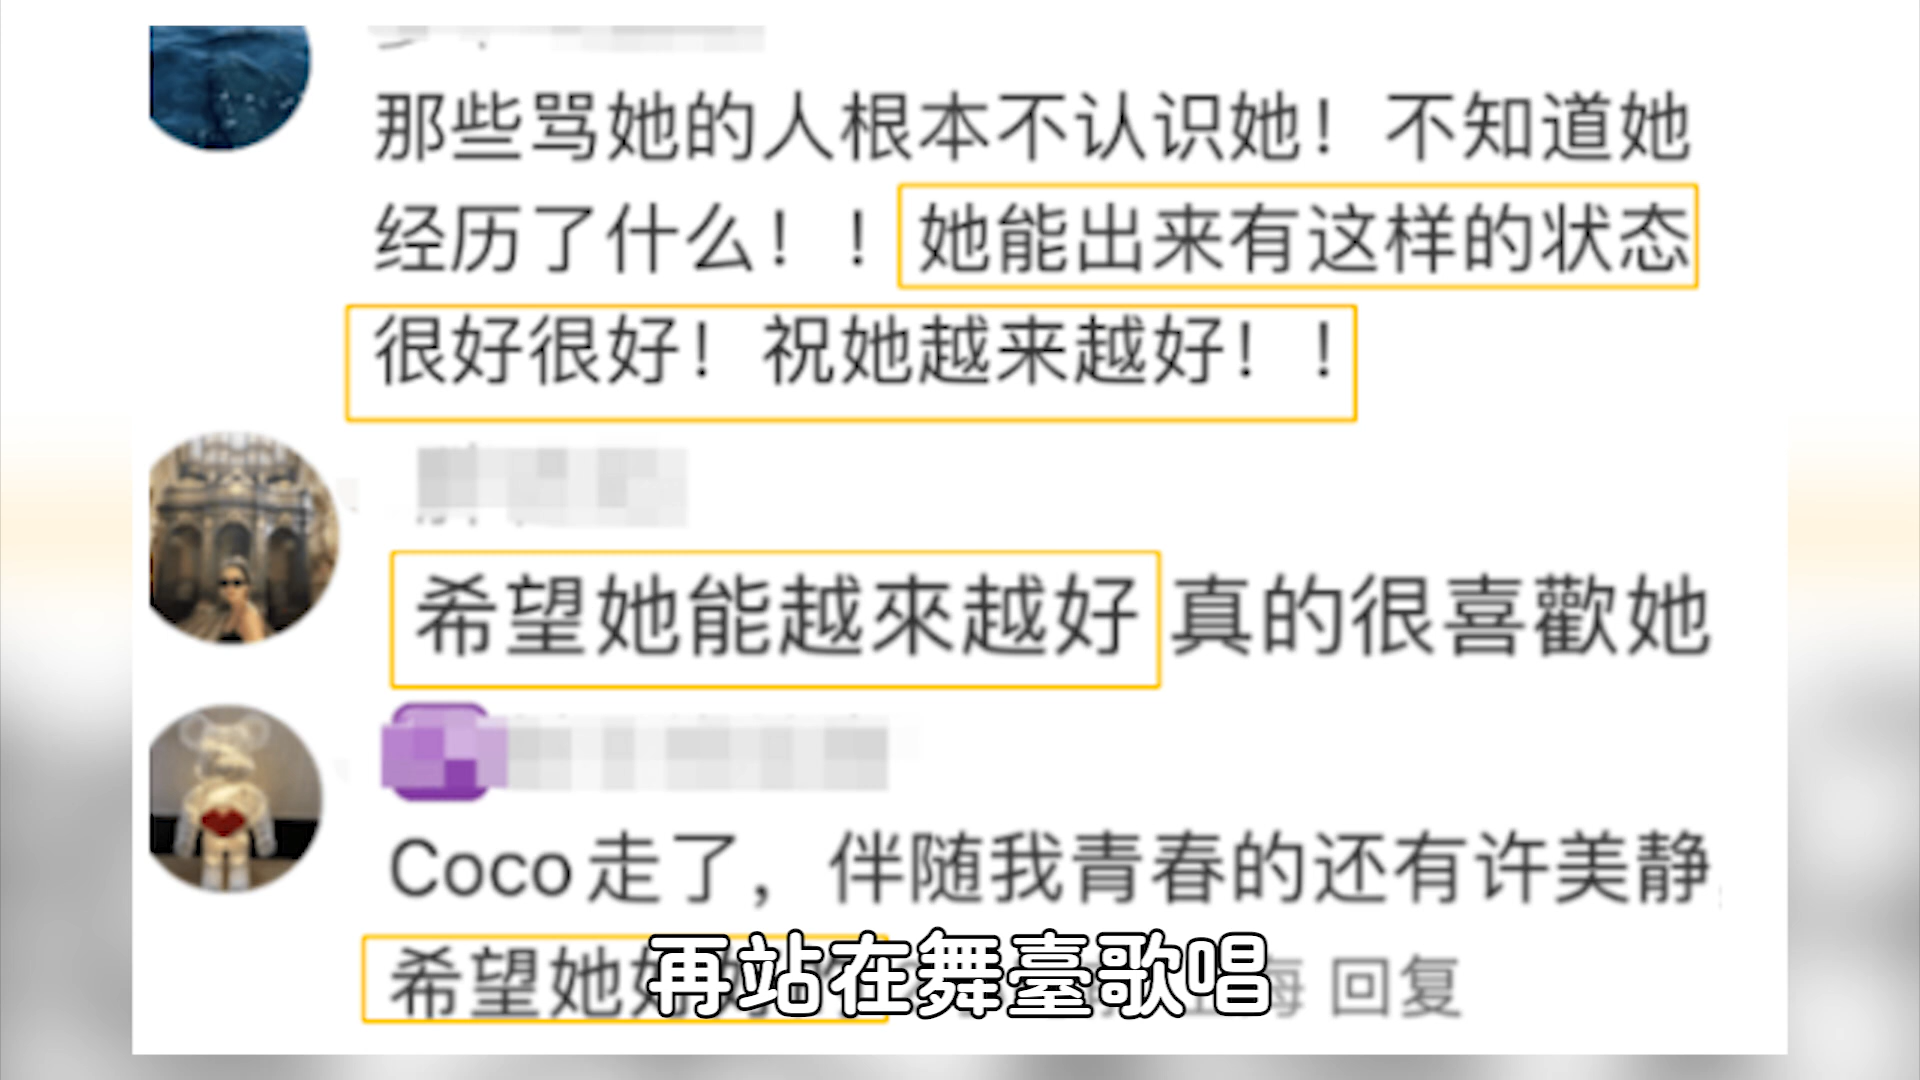 那些骂她的人根本不认识她！不知道她
经历了什么！！她能出来有这样的状态
很好很好！祝她越来越好！！
希望她能越來越好真的很喜歡她
Coco走了，伴随我青春的还有许美静
希望她
再站在舞臺歌唱
回复